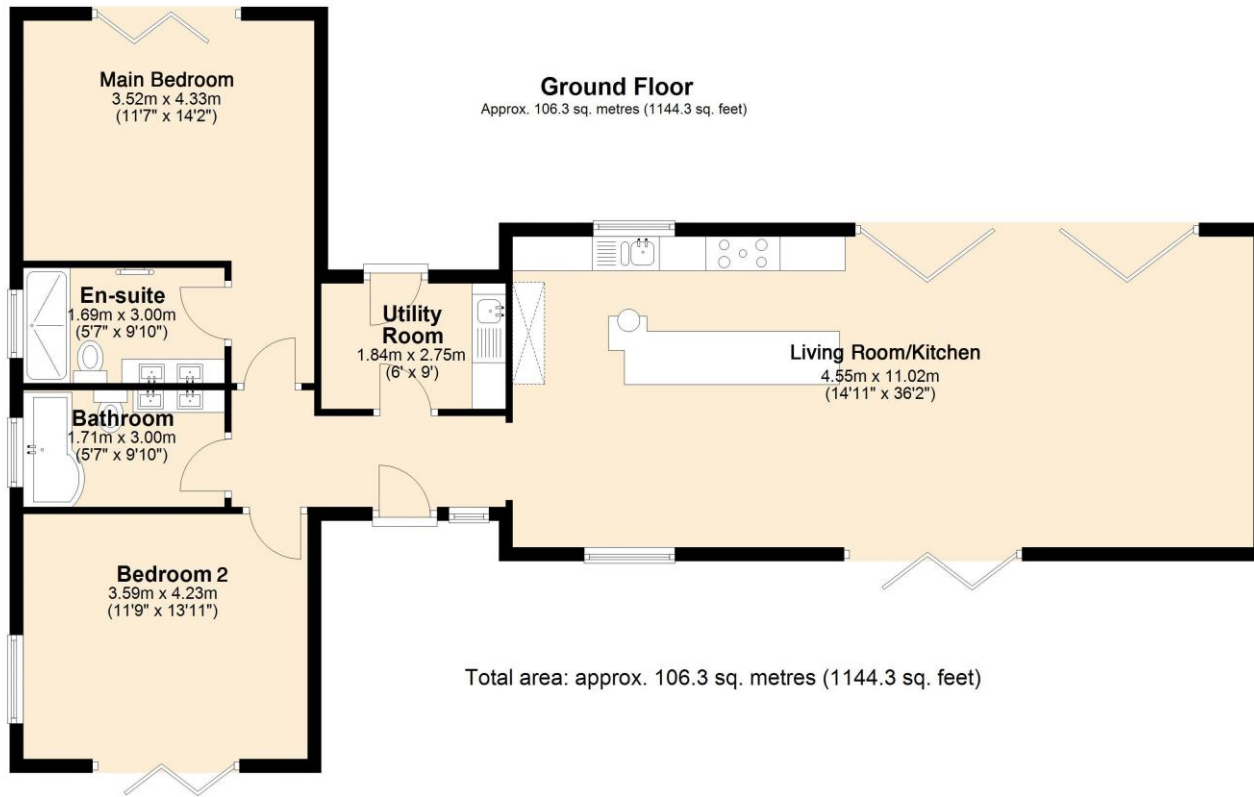 Main Bedroom
3.52m x 4.33m
(11'7" x 14'2")
Ground Floor
Approx. 106.3 sq. metres (1144.3 sq. feet)
En-suite
1.69m x 3.00m
(5'7" x 9'10")
Utility
Room
1.84m x 2.75m
(6' x 9')
Living Room/Kitchen
4.55m x 11.02m
(14'11" x 36'2")
Bathroom
1.71m x 3.00m
(5'7" x 9'10")
Bedroom 2
3.59m x 4.23m
(11'9" x 13'11")
Total area: approx. 106.3 sq. metres (1144.3 sq. feet)